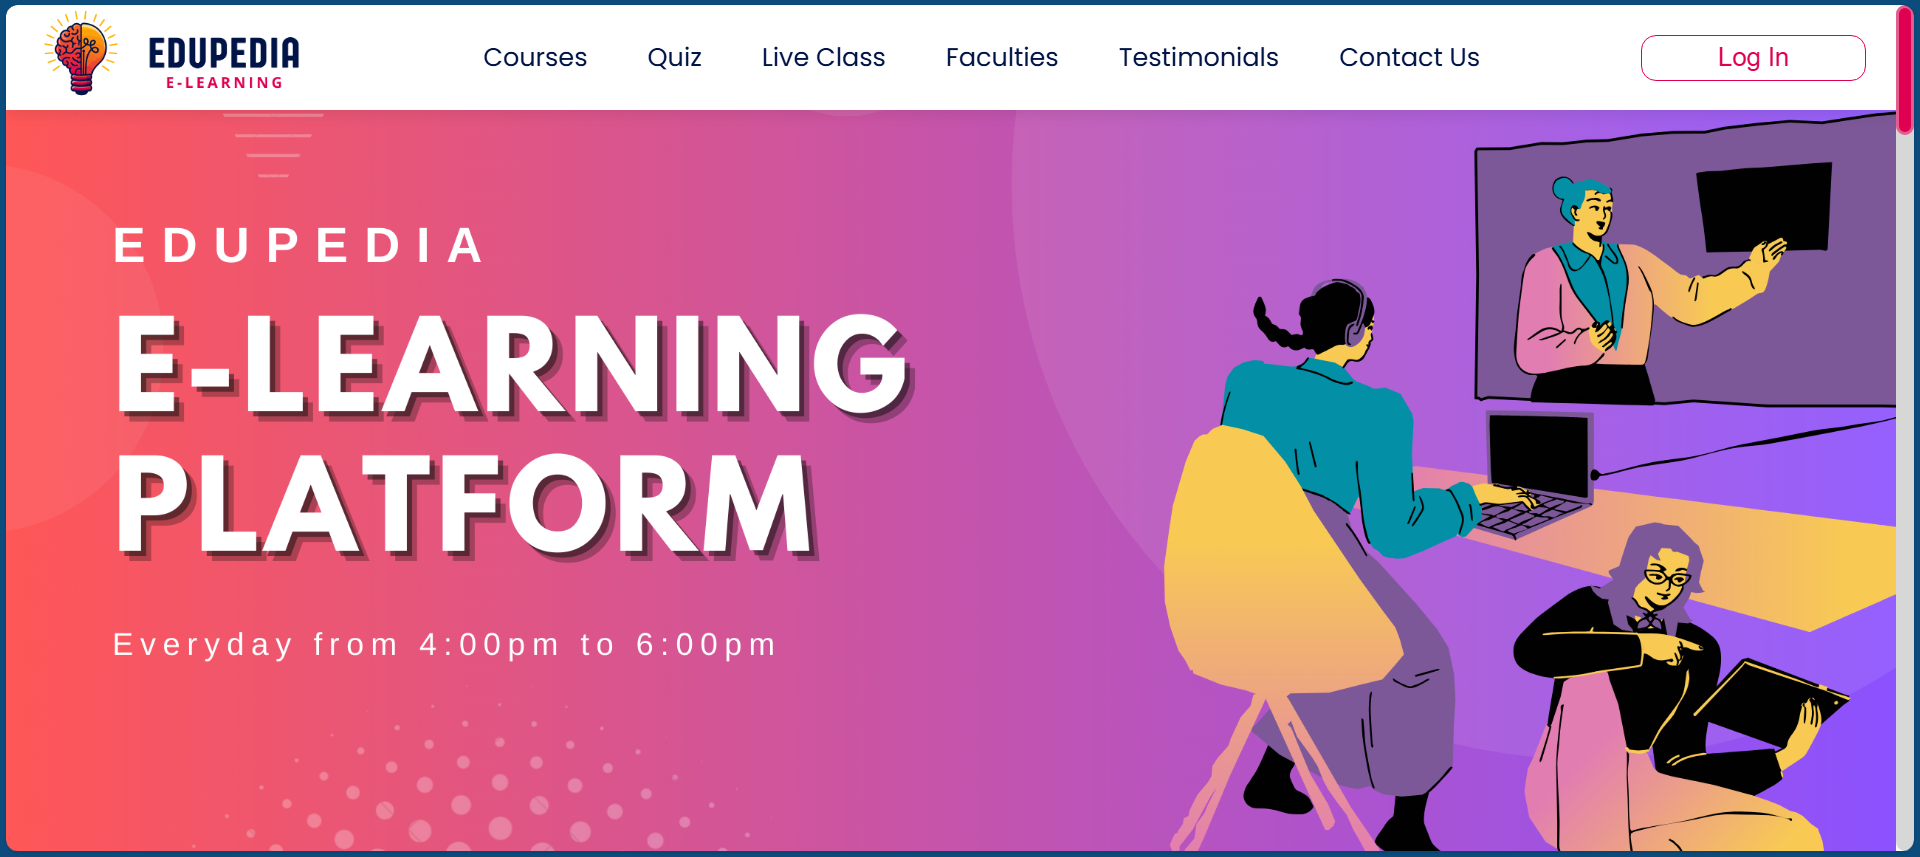 EDUPEDIA
E-LEARNING
Courses
Quiz
Live Class
Faculties
Testimonials
Contact Us
Log In
EDUPEDIA
E-LEARNING
PLATFORM
Everyday from 4:00pm to 6:00pm